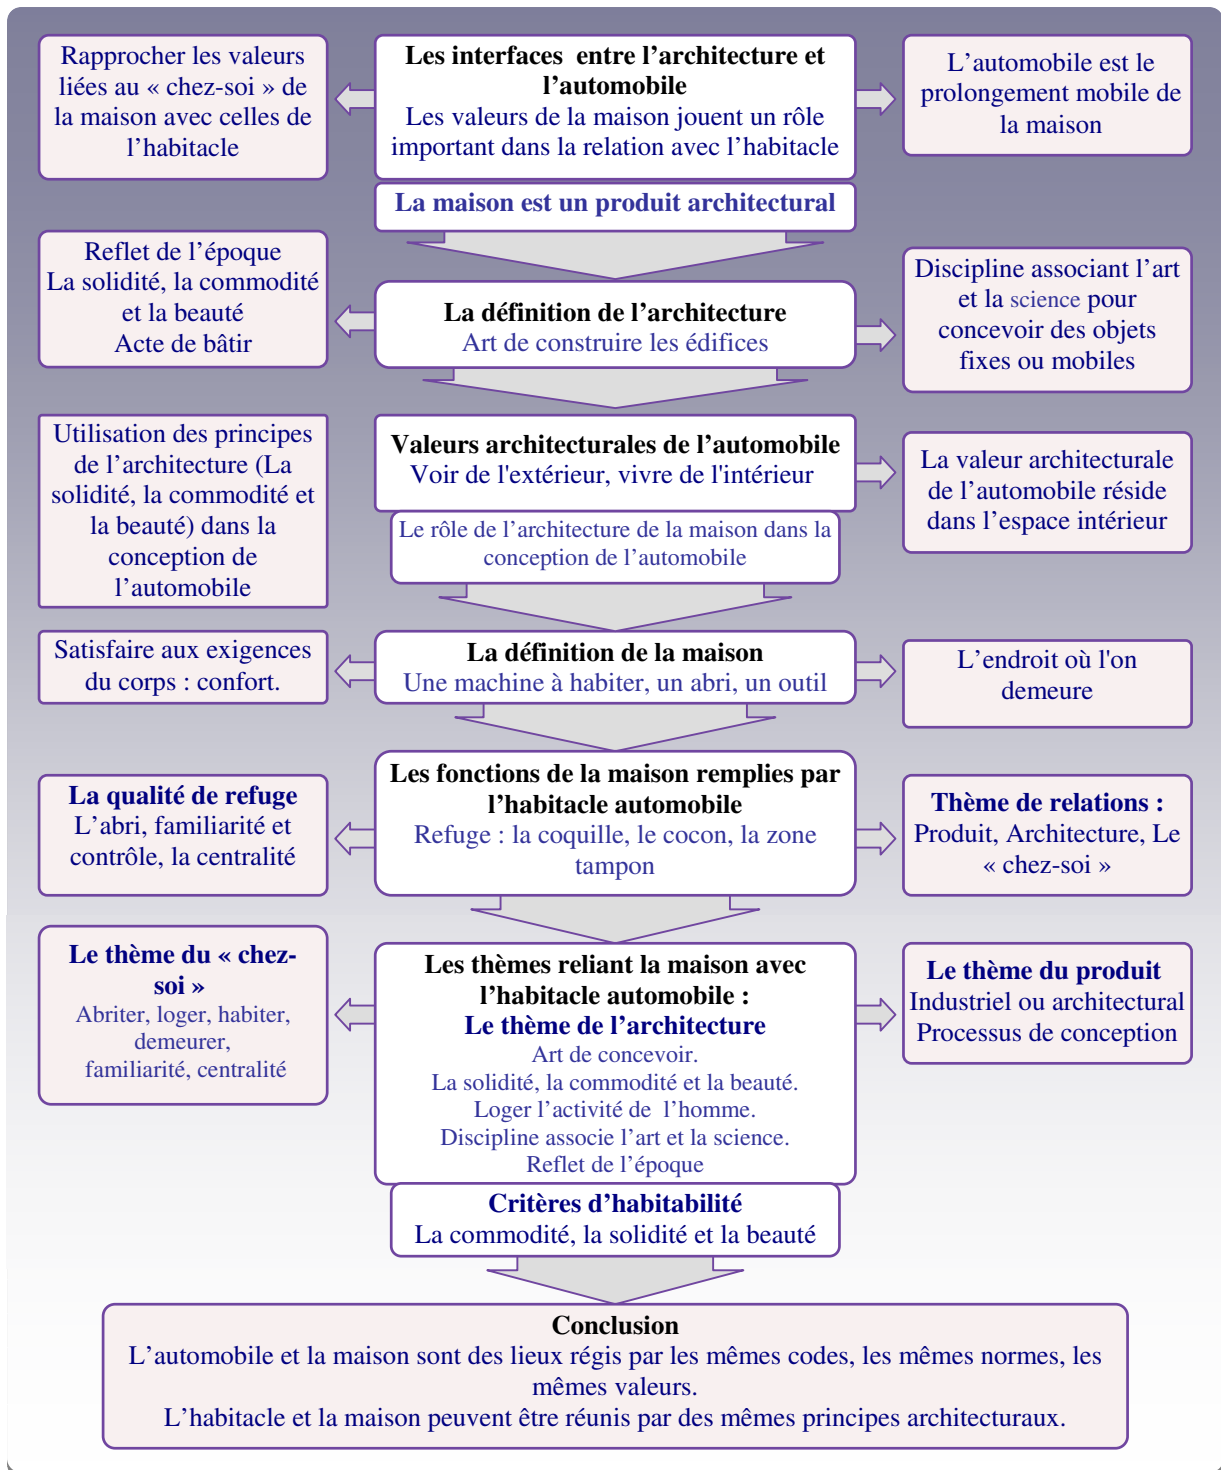 Rapprocher les valeurs
liées au « chez-soi » de
la maison avec celles de
l’habitacle
Les interfaces entre l’architecture et
l’automobile
Les valeurs de la maison jouent un rôle
important dans la relation avec l’habitacle
L’automobile est le
prolongement mobile de
la maison
La maison est un produit architectural
Reflet de l’époque
La solidité, la commodité
et la beauté
Acte de bâtir
La définition de l’architecture
Art de construire les édifices
Discipline associant l’art
et la science pour
concevoir des objets
fixes ou mobiles
Utilisation des principes
de l’architecture (La
solidité, la commodité et
la beauté) dans la
conception de
l’automobile
Valeurs architecturales de l’automobile
Voir de l'extérieur, vivre de l'intérieur
La valeur architecturale
de l’automobile réside
dans l’espace intérieur
Le rôle de l’architecture de la maison dans la
conception de l’automobile
Satisfaire aux exigences
du corps : confort.
La définition de la maison
Une machine à habiter, un abri, un outil
L’endroit où l'on
demeure
La qualité de refuge
L’abri, familiarité et
contrôle, la centralité
Les fonctions de la maison remplies par
l’habitacle automobile
Refuge : la coquille, le cocon, la zone
tampon
Thème de relations :
Produit, Architecture, Le
« chez-soi »
Le thème du « chez-
soi »
Abriter, loger, habiter,
demeurer,
familiarité, centralité
Les thèmes reliant la maison avec
l’habitacle automobile :
Le thème de l’architecture
Art de concevoir.
La solidité, la commodité et la beauté.
Loger l’activité de l’homme.
Discipline associe l’art et la science.
Reflet de l’époque
Le thème du produit
Industriel ou architectural
Processus de conception
Critères d’habitabilité
La commodité, la solidité et la beauté
Conclusion
L’automobile et la maison sont des lieux régis par les mêmes codes, les mêmes normes, les
mêmes valeurs.
L’habitacle et la maison peuvent être réunis par des mêmes principes architecturaux.